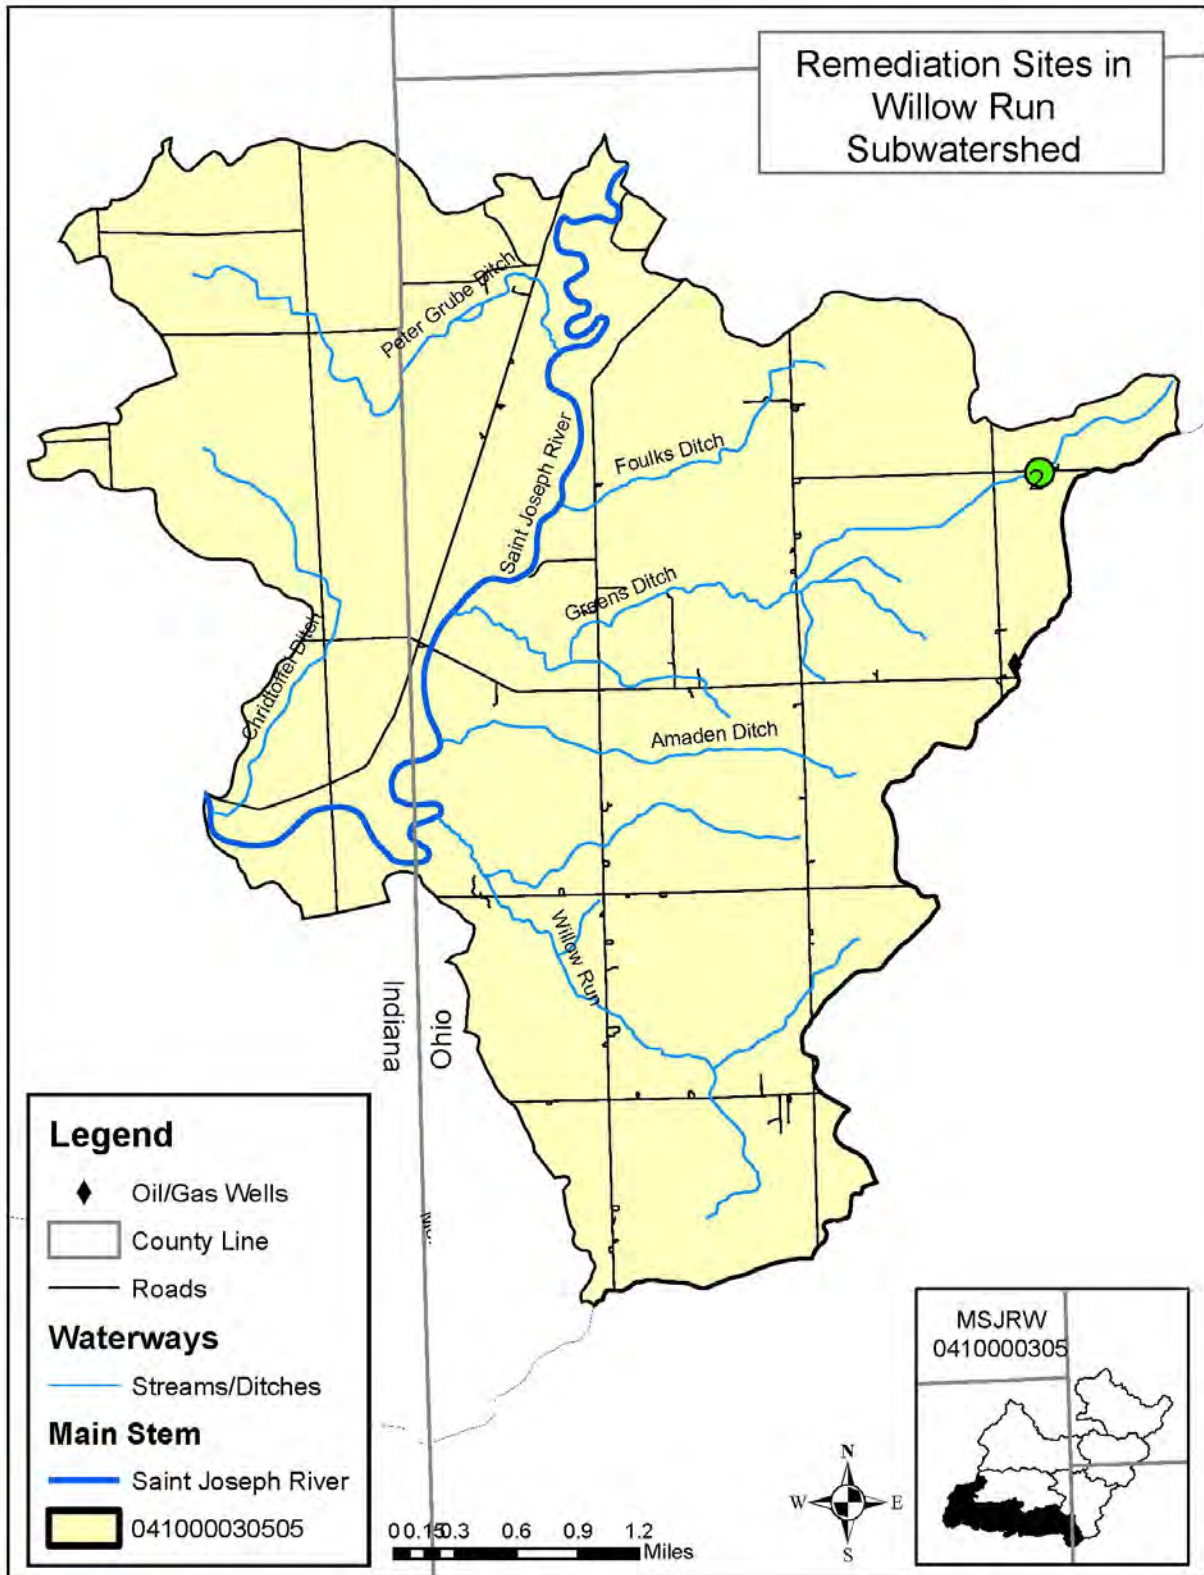 Remediation Sites in
Willow Run
Subwatershed
Peter Grube Ditch
Saint Joseph River
Foulks Ditch
2
Greens Ditch
Chridtoffel Ditch
Amaden Ditch
Willow Run
Indiana
Ohio
Legend
Oil/Gas Wells
County Line
Roads
Waterways
Streams/Ditches
Main Stem
Saint Joseph River
041000030505
0 0.15 0.3 0.6 0.9 1.2
Miles
N
W E
S
MSJRW
0410000305